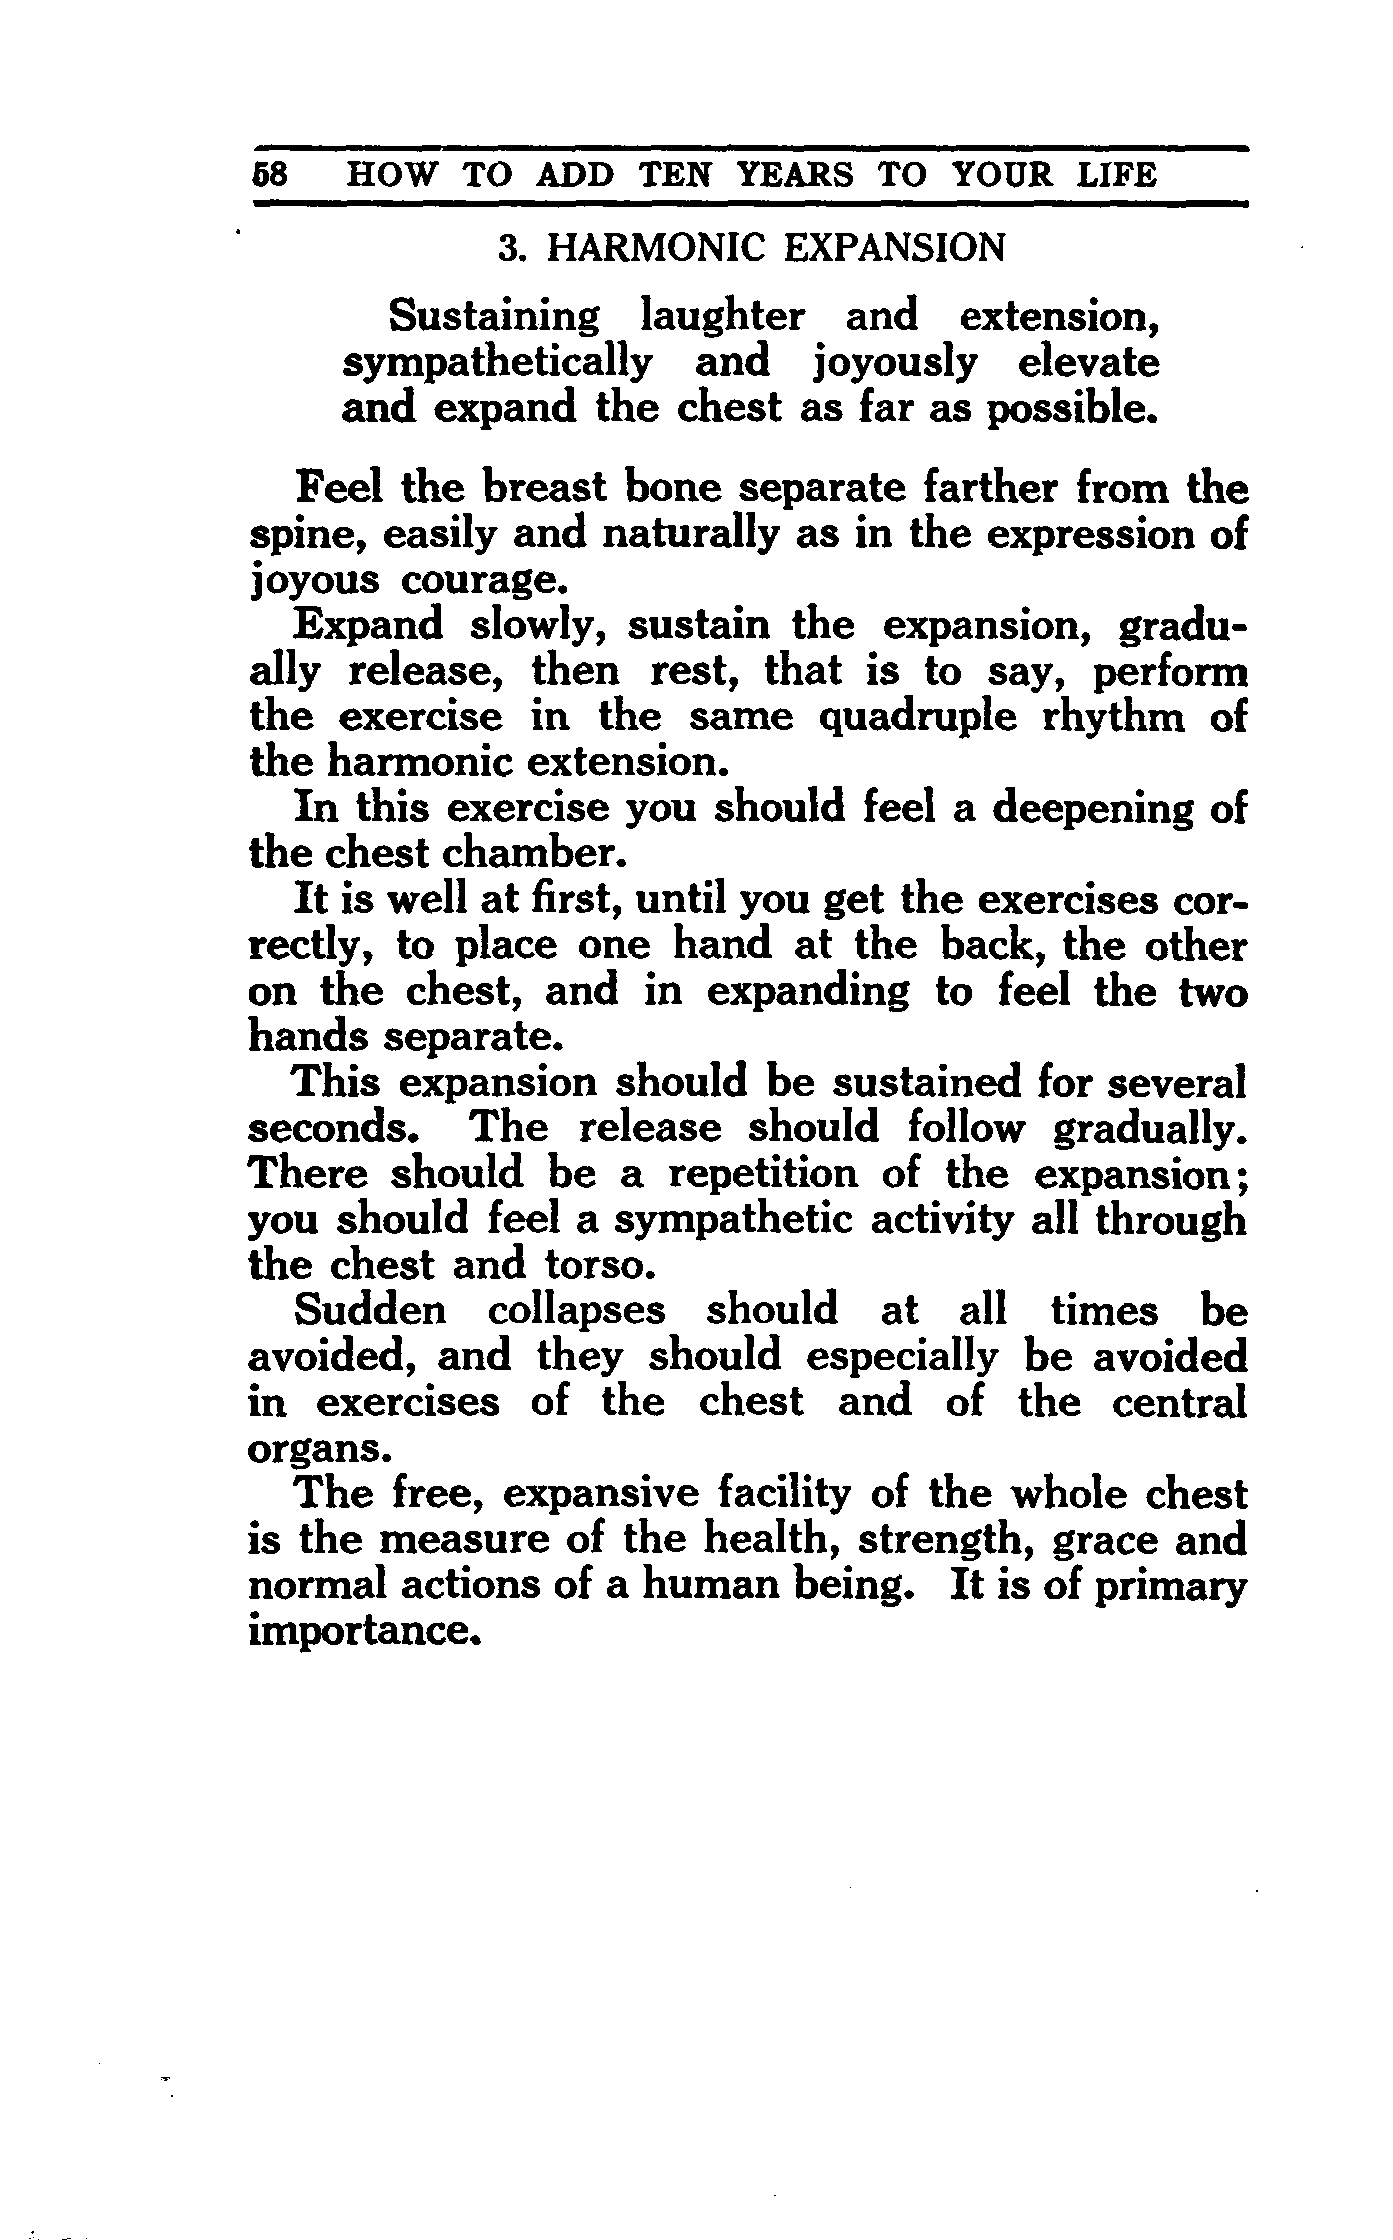 58 HOW TO ADD TEN YEARS TO YOUR LIFE
3. HARMONIC EXPANSION
Sustaining laughter and extension,
sympathetically and joyously elevate
and expand the chest as far as possible.
Feel the breast bone separate farther from the
spine, easily and naturally as in the expression of
joyous courage.
Expand slowly, sustain the expansion, gradu-
ally release, then rest, that is to say, perform
the exercise in the same quadruple rhythm of
the harmonic extension.
In this exercise you should feel a deepening of
the chest chamber.
It is well at first, until you get the exercises cor-
rectly, to place one hand at the back, the other
on the chest, and in expanding to feel the two
hands separate.
This expansion should be sustained for several
seconds. The release should follow gradually.
There should be a repetition of the expansion;
you should feel a sympathetic activity all through
the chest and torso.
Sudden collapses should at all times be
avoided, and they should especially be avoided
in exercises of the chest and of the central
organs.
The free, expansive facility of the whole chest
is the measure of the health, strength, grace and
normal actions of a human being. It is of primary
importance.